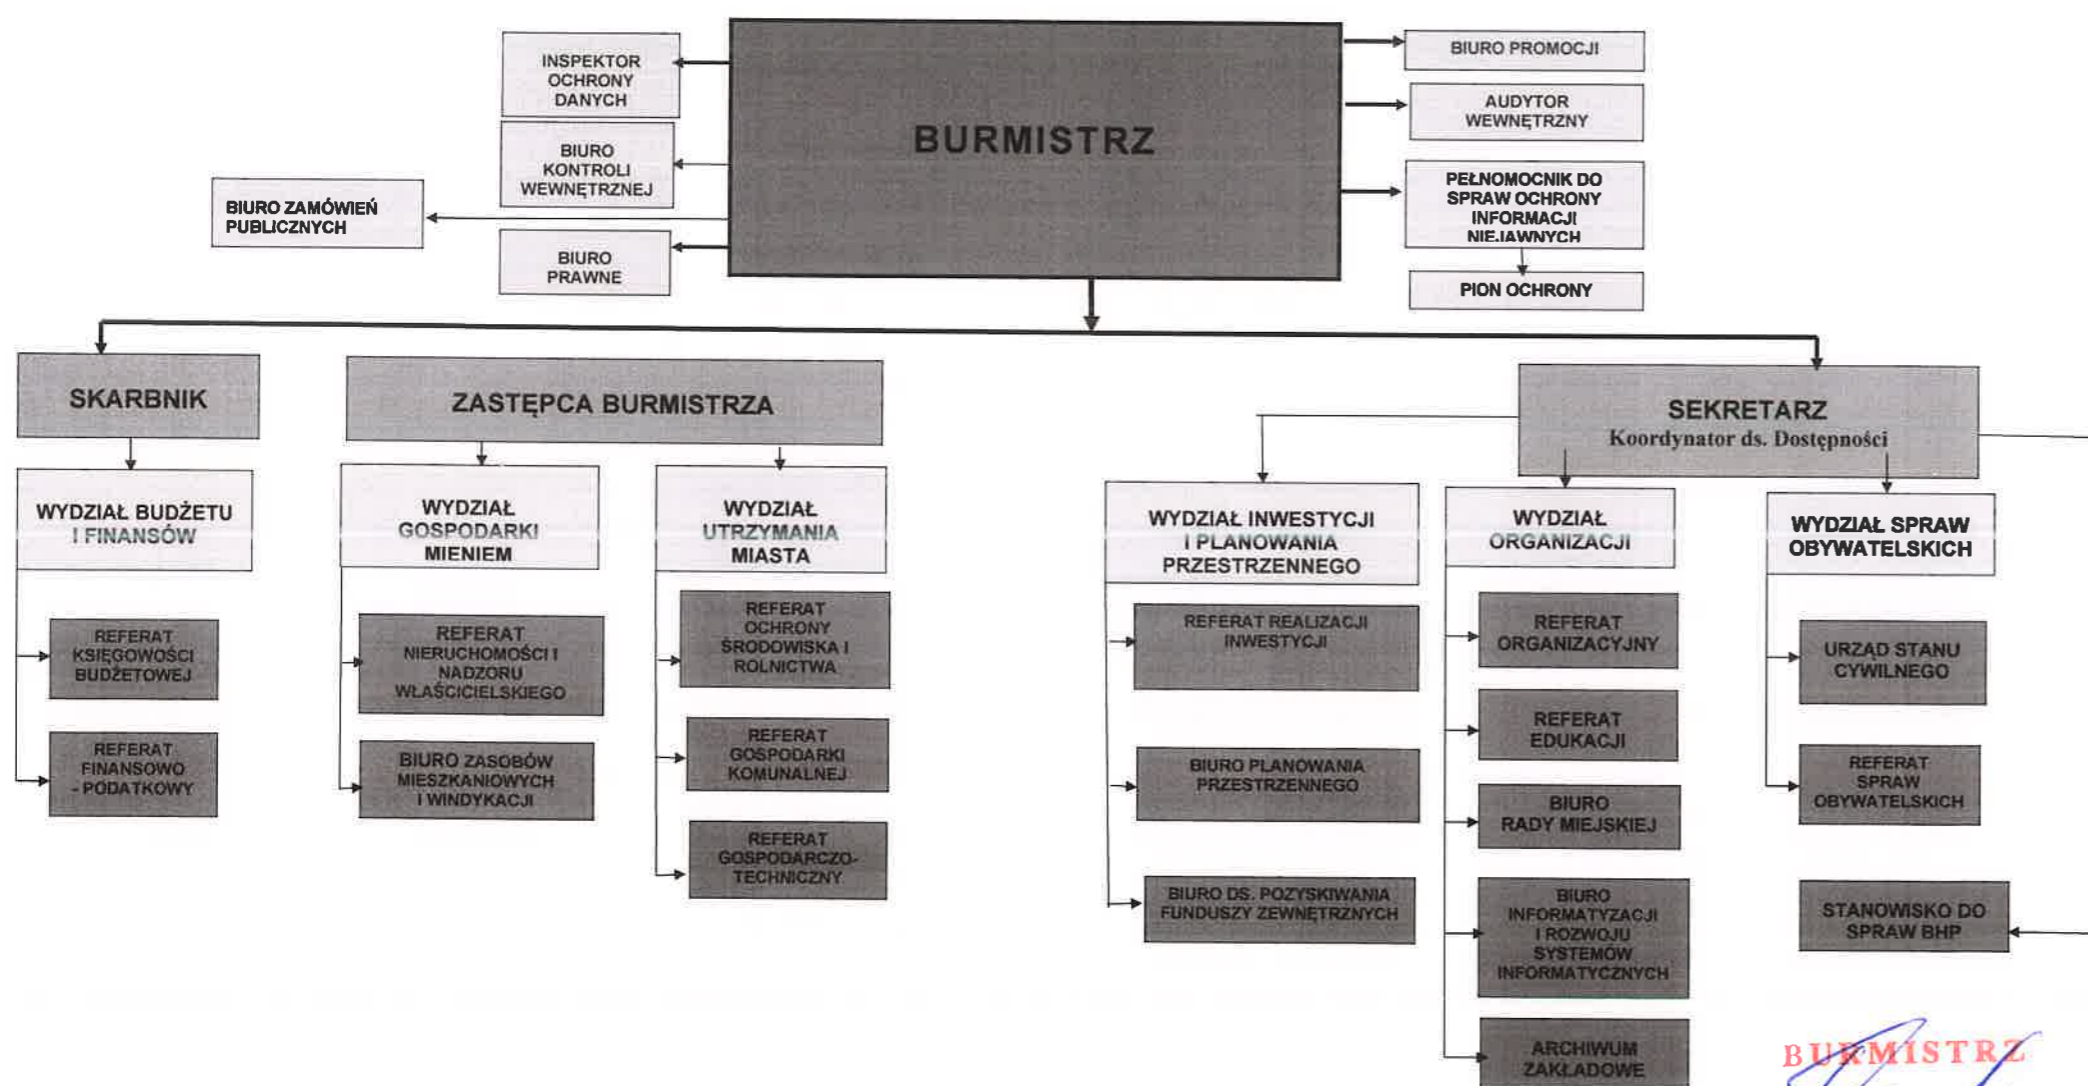 BURMISTRZ
INSPEKTOR
OCHRONY
DANYCH
BIURO
KONTROLI
WEWNĘTRZNEJ
BIURO ZAMÓWIEŃ
PUBLICZNYCH
BIURO
PRAWNE
BIURO PROMOCJI
AUDYTOR
WEWNĘTRZNY
PEŁNOMOCNIK DO
SPRAW OCHRONY
INFORMACJI
NIEJAWNYCH
PION OCHRONY
SKARBNIK
ZASTĘPCA BURMISTRZA
SEKRETARZ
Koordynator ds. Dostępności
WYDZIAŁ BUDŻETU
I FINANSÓW
REFERAT
KSIĘGOWOŚCI
BUDŻETOWEJ
REFERAT
FINANSOWO
- PODATKOWY
WYDZIAŁ
GOSPODARKI
MIENIEM
REFERAT
NIERUCHOMOŚCI I
NADZORU
WŁAŚCICIELSKIEGO
BIURO ZASOBÓW
MIESZKANIOWYCH
I WINDYKACJI
WYDZIAŁ
UTRZYMANIA
MIASTA
REFERAT
OCHRONY
ŚRODOWISKA I
ROLNICTWA
REFERAT
GOSPODARKI
KOMUNALNEJ
REFERAT
GOSPODARCZO-
TECHNICZNY
WYDZIAŁ INWESTYCJI
I PLANOWANIA
PRZESTRZENNEGO
REFERAT REALIZACJI
INWESTYCJI
BIURO PLANOWANIA
PRZESTRZENNEGO
BIURO DS. POZYSKIWANIA
FUNDUSZY ZEWNĘTRZNYCH
WYDZIAŁ
ORGANIZACJI
REFERAT
ORGANIZACYJNY
REFERAT
EDUKACJI
BIURO
RADY MIEJSKIEJ
BIURO
INFORMATYZACJI
I ROZWOJU
SYSTEMÓW
INFORMATYCZNYCH
ARCHIWUM
ZAKŁADOWE
WYDZIAŁ SPRAW
OBYWATELSKICH
URZĄD STANU
CYWILNEGO
REFERAT
SPRAW
OBYWATELSKICH
STANOWISKO DO
SPRAW BHP
BURMISTRZ